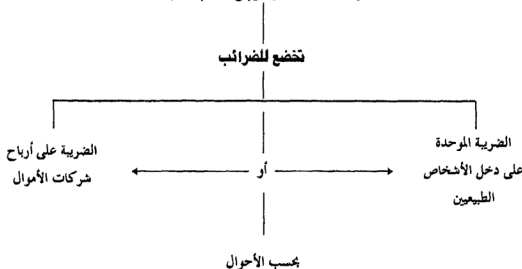 تخضع للضرائب
الضريبة الموحدة
على دخل الأشخاص
الطبيعيين
أو
الضريبة على أرباح
شركات الأموال
بحسب الأحوال